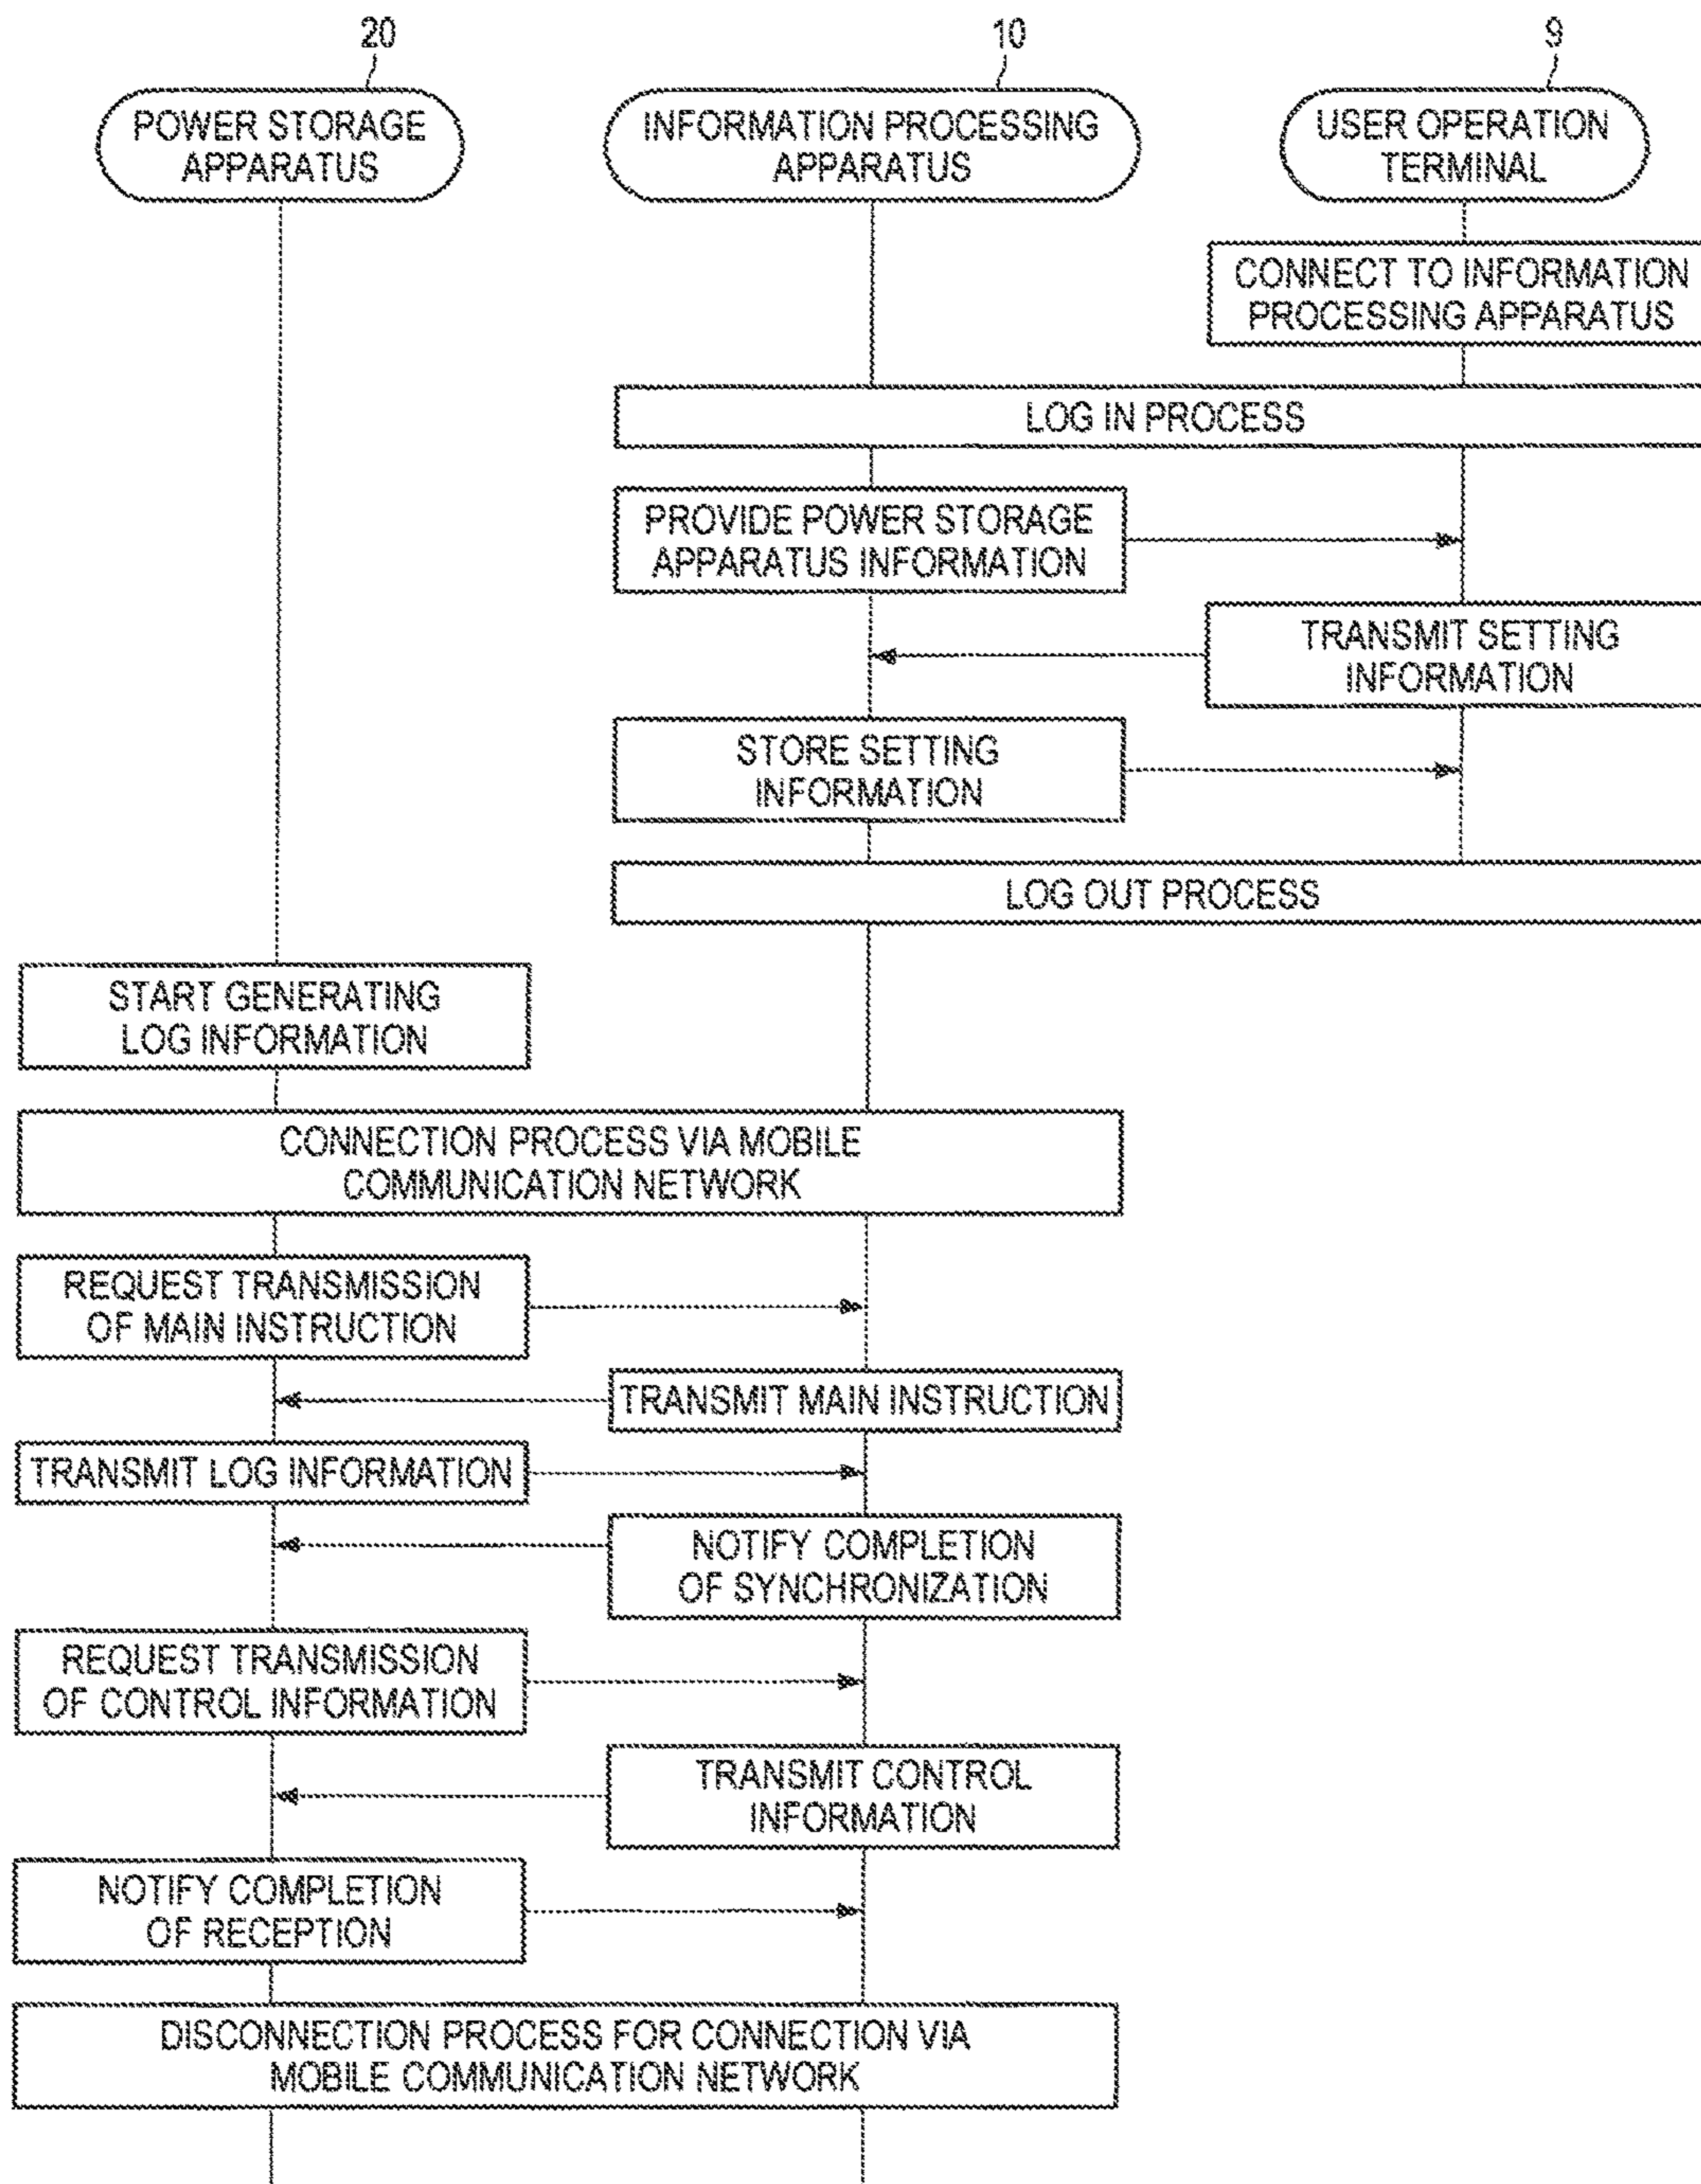 20
10
9
POWER STORAGE
APPARATUS
INFORMATION PROCESSING
APPARATUS
USER OPERATION
TERMINAL
CONNECT TO INFORMATION
PROCESSING APPARATUS
LOG IN PROCESS
PROVIDE POWER STORAGE
APPARATUS INFORMATION
TRANSMIT SETTING
INFORMATION
STORE SETTING
INFORMATION
LOG OUT PROCESS
START GENERATING
LOG INFORMATION
CONNECTION PROCESS VIA MOBILE
COMMUNICATION NETWORK
REQUEST TRANSMISSION
OF MAIN INSTRUCTION
TRANSMIT MAIN INSTRUCTION
TRANSMIT LOG INFORMATION
NOTIFY COMPLETION
OF SYNCHRONIZATION
REQUEST TRANSMISSION
OF CONTROL INFORMATION
TRANSMIT CONTROL
INFORMATION
NOTIFY COMPLETION
OF RECEPTION
DISCONNECTION PROCESS FOR CONNECTION VIA
MOBILE COMMUNICATION NETWORK